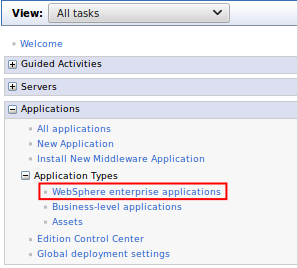 View: All tasks
Welcome
Guided Activities
Servers
Applications
All applications
New Application
Install New Middleware Application
Application Types
WebSphere enterprise applications
Business-level applications
Assets
Edition Control Center
Global deployment settings